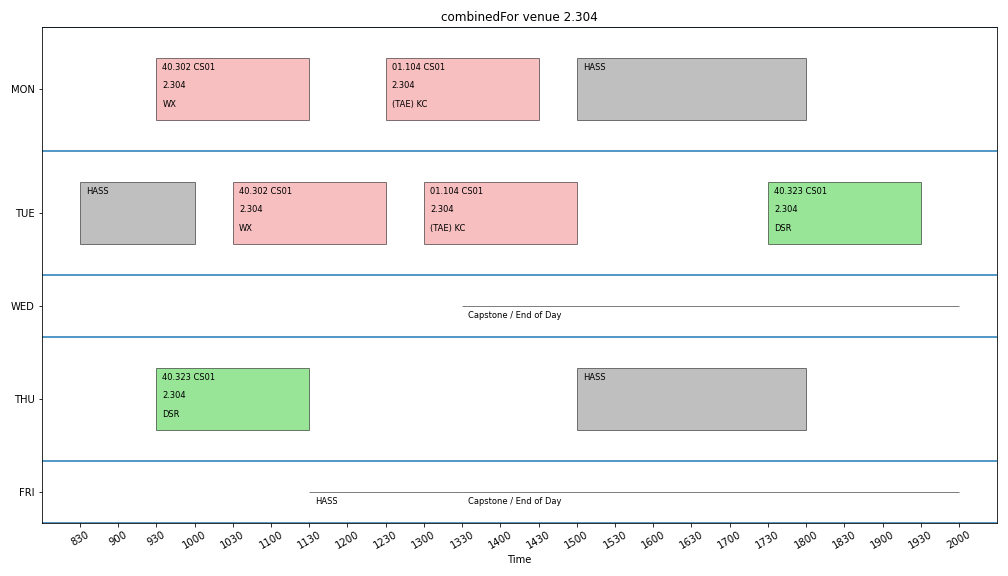 combinedFor venue 2.304
MON
40.302 CS01
2.304
WX
01.104 CS01
2.304
(TAE) KC
HASS
TUE
HASS
40.302 CS01
2.304
WX
01.104 CS01
2.304
(TAE) KC
40.323 CS01
2.304
DSR
WED
Capstone / End of Day
THU
40.323 CS01
2.304
DSR
HASS
FRI
HASS
Capstone / End of Day
830 900 930 1000 1030 1100 1130 1200 1230 1300 1330 1400 1430 1500 1530 1600 1630 1700 1730 1800 1830 1900 1930 2000
Time